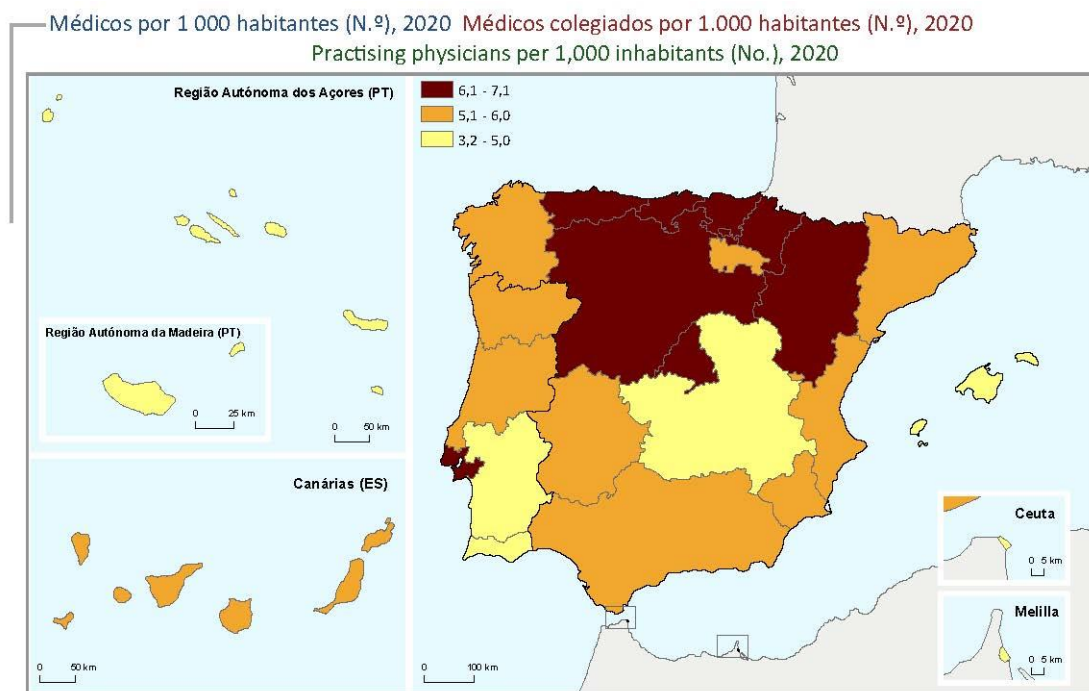 Médicos por 1 000 habitantes (N.º), 2020 Médicos colegiados por 1.000 habitantes (N.º), 2020
Practising physicians per 1,000 inhabitants (No.), 2020
Região Autónoma dos Açores (PT)
6,1 - 7,1
5,1 - 6,0
3,2 - 5,0
Região Autónoma da Madeira (PT)
0 25 km
0 50 km
Canárias (ES)
0 50 km
0 100 km
Ceuta
0 5 km
Melilla
0 5 km